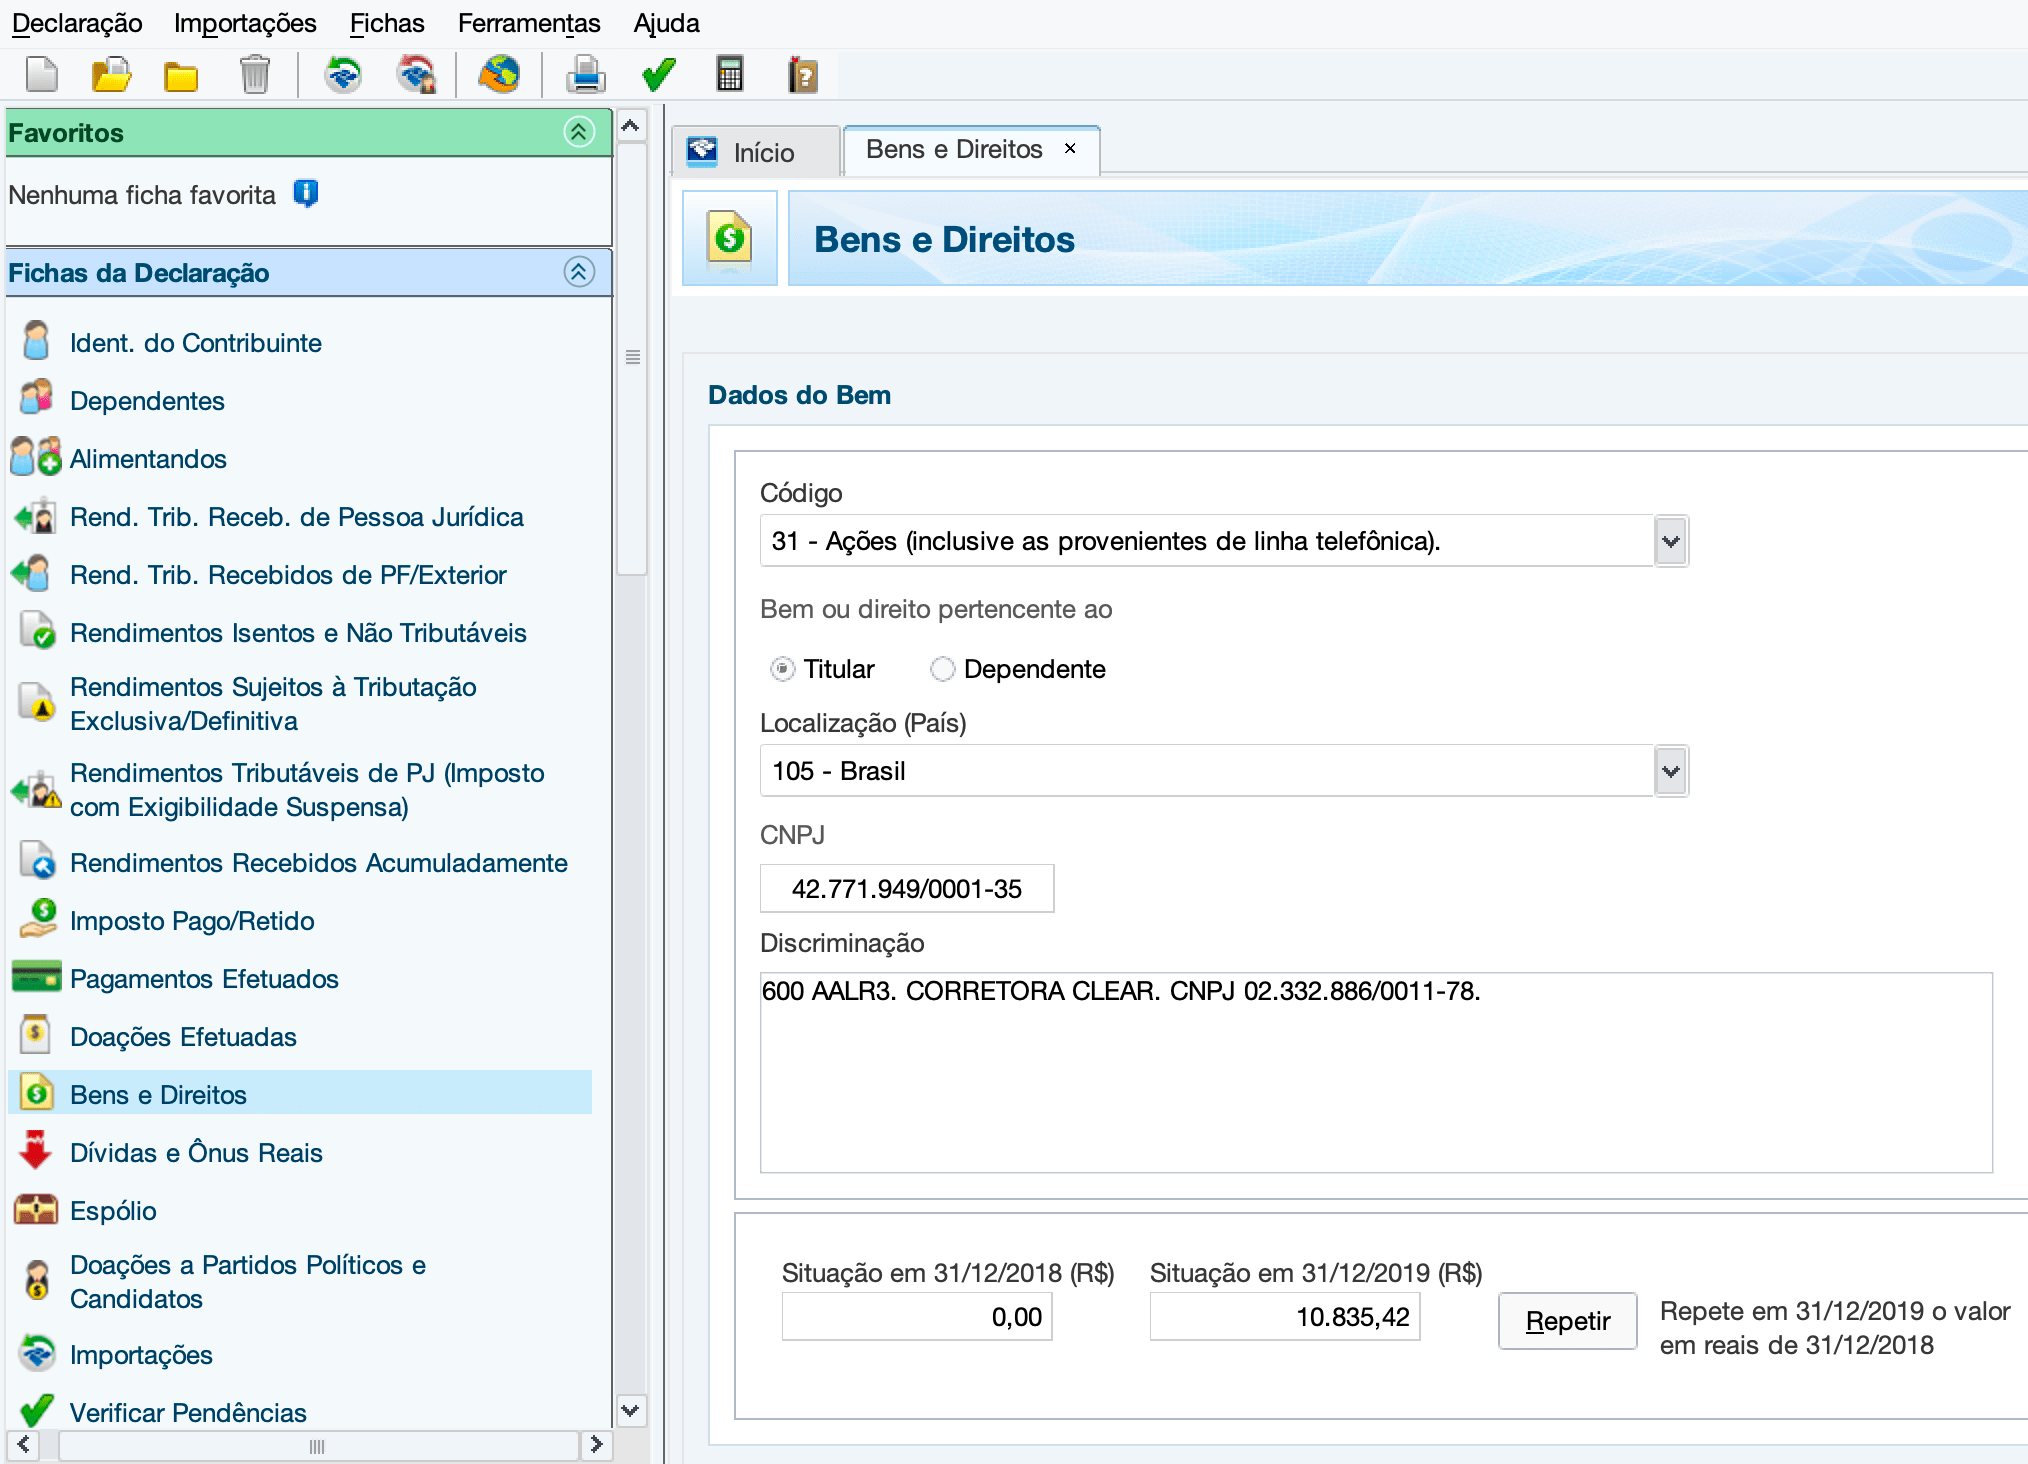 Declaração Importações Fichas Ferramentas Ajuda
Favoritos
Nenhuma ficha favorita
Fichas da Declaração
Ident. do Contribuinte
Dependentes
Alimentandos
Rend. Trib. Receb. de Pessoa Jurídica
Rend. Trib. Recebidos de PF/Exterior
Rendimentos Isentos e Não Tributáveis
Rendimentos Sujeitos à Tributação
Exclusiva/Definitiva
Rendimentos Tributáveis de PJ (Imposto
com Exigibilidade Suspensa)
Rendimentos Recebidos Acumuladamente
Imposto Pago/Retido
Pagamentos Efetuados
Doações Efetuadas
Bens e Direitos
Dívidas e Ônus Reais
Espólio
Doações a Partidos Políticos e
Candidatos
Importações
Verificar Pendências
Início
Bens e Direitos
Bens e Direitos
Dados do Bem
Código
31 - Ações (inclusive as provenientes de linha telefônica).
Bem ou direito pertencente ao
Titular Dependente
Localização (País)
105 - Brasil
CNPJ
42.771.949/0001-35
Discriminação
600 AALR3. CORRETORA CLEAR. CNPJ 02.332.886/0011-78.
Situação em 31/12/2018 (R$) Situação em 31/12/2019 (R$)
0,00 10.835,42
Repetir
Repete em 31/12/2019 o valor
em reais de 31/12/2018